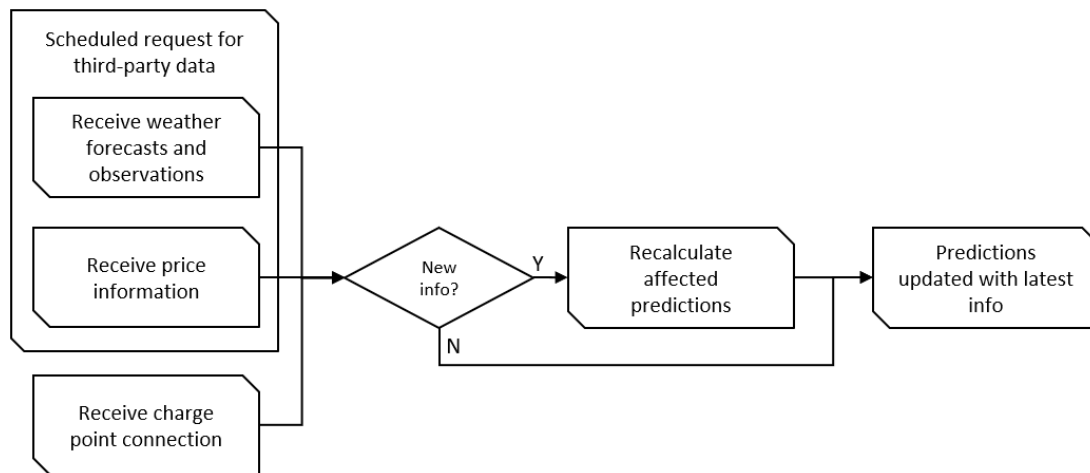 Scheduled request for
third-party data
Receive weather
forecasts and
observations
Receive price
information
Receive charge
point connection
New
info?
Y
N
Recalculate
affected
predictions
Predictions
updated with latest
info